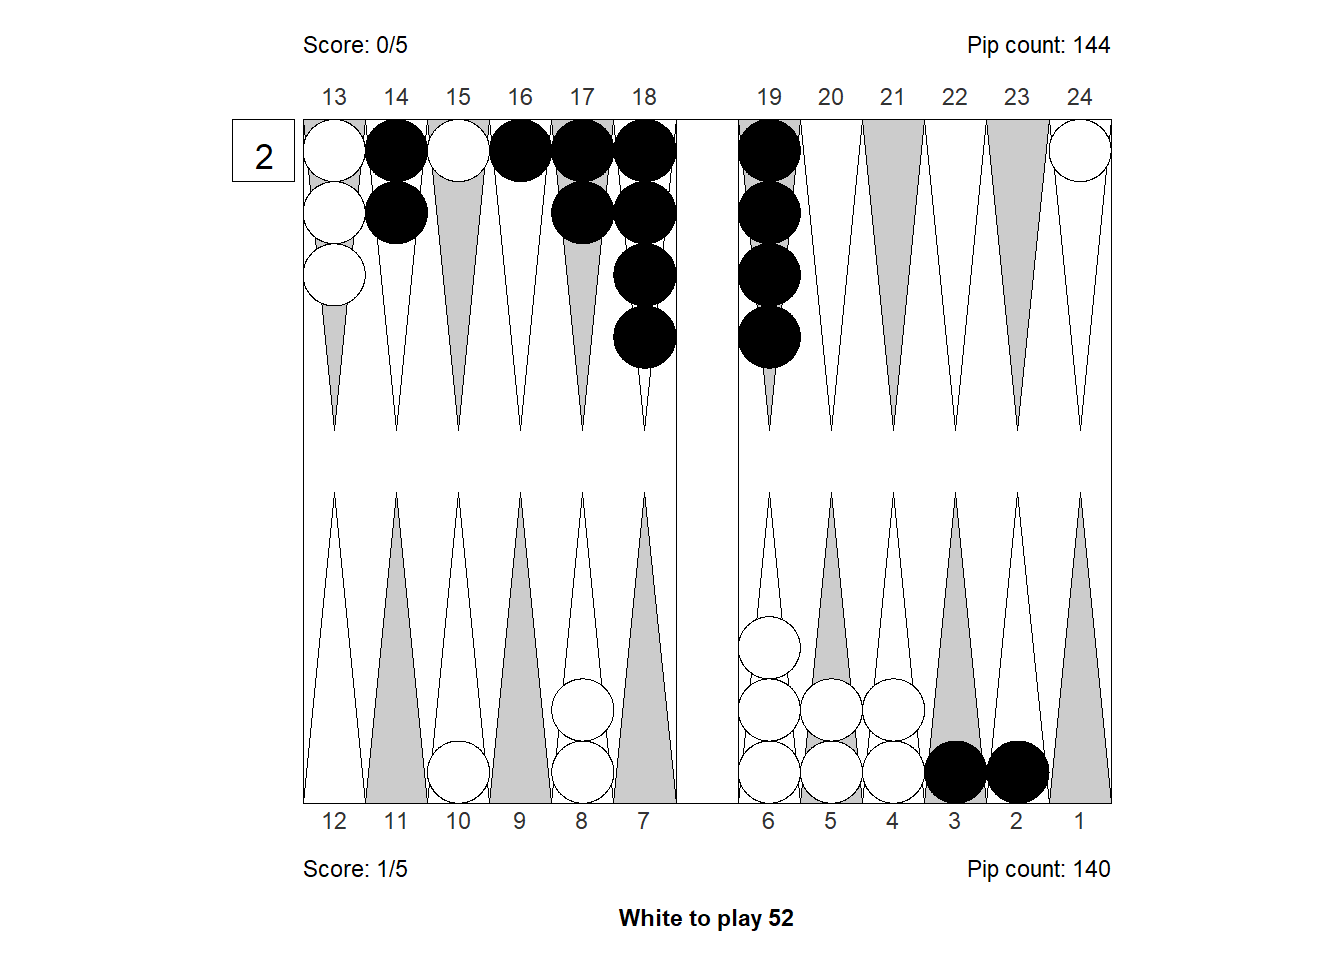 Score: 0/5 Pip count: 144
13 14 15 16 17 18 19 20 21 22 23 24
2
12 11 10 9 8 7 6 5 4 3 2 1
Score: 1/5 Pip count: 140
White to play 52